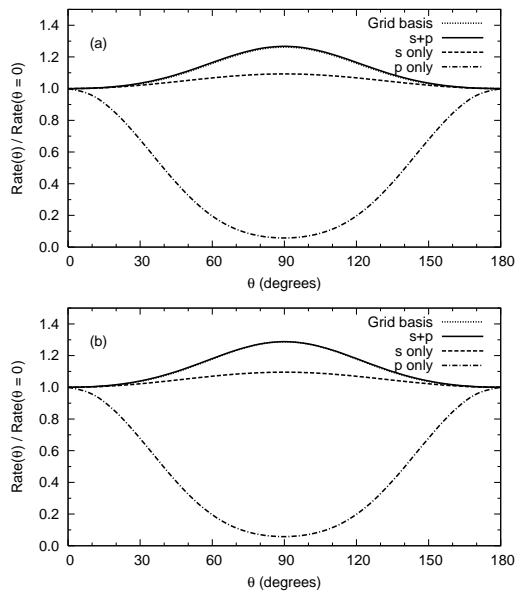 (a)
Grid basis
s+p
s only
p only
1.4
1.2
1.0
0.8
0.6
0.4
0.2
0.0
Rate(θ) / Rate(θ = 0)
0 30 60 90 120 150 180
θ (degrees)
(b)
Grid basis
s+p
s only
p only
1.4
1.2
1.0
0.8
0.6
0.4
0.2
0.0
Rate(θ) / Rate(θ = 0)
0 30 60 90 120 150 180
θ (degrees)